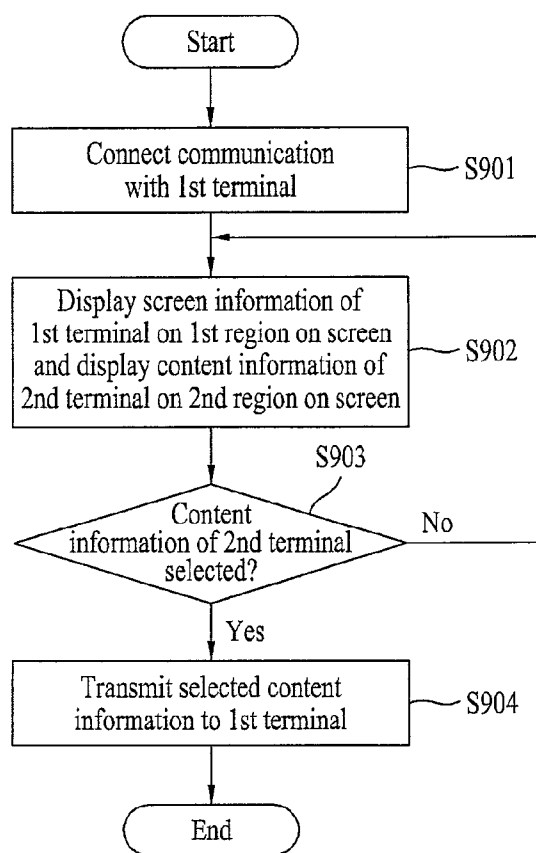 Start
Connect communication
with 1st terminal
S901
Display screen information of
1st terminal on 1st region on screen
and display content information of
2nd terminal on 2nd region on screen
S902
S903
Content
information of 2nd terminal
selected?
No
Yes
Transmit selected content
information to 1st terminal
S904
End